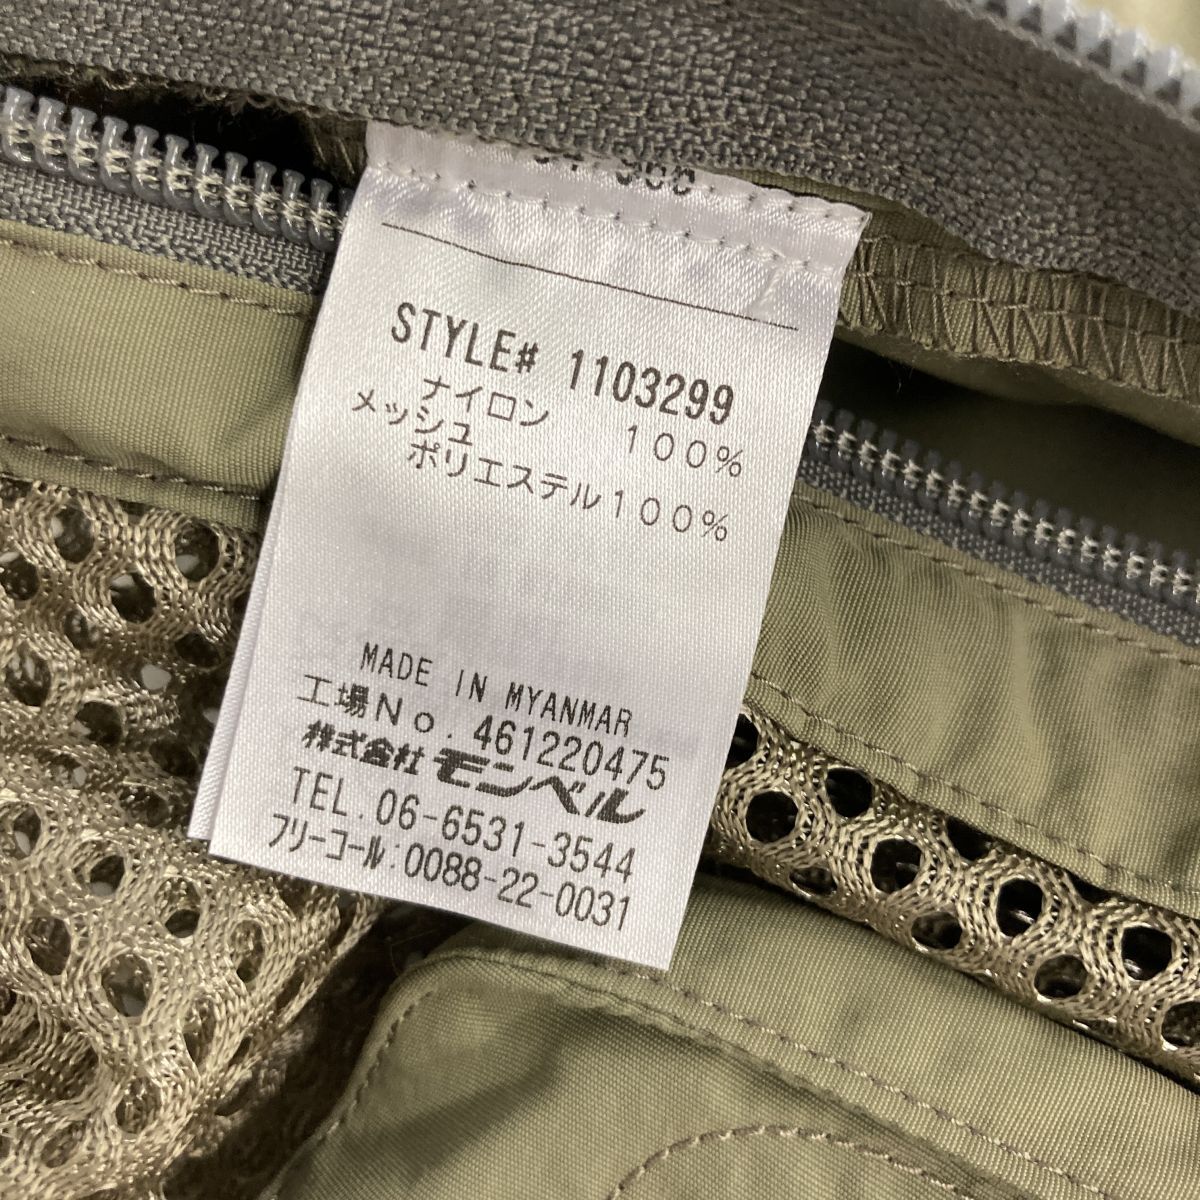 STYLE# 1103299
ナイロン 100%
メッシュ
ポリエステル100%
MADE IN MYANMAR
工場No. 461220475
株式会社 モンベル
TEL. 06-6531-3544
フリーコール:0088-22-0031